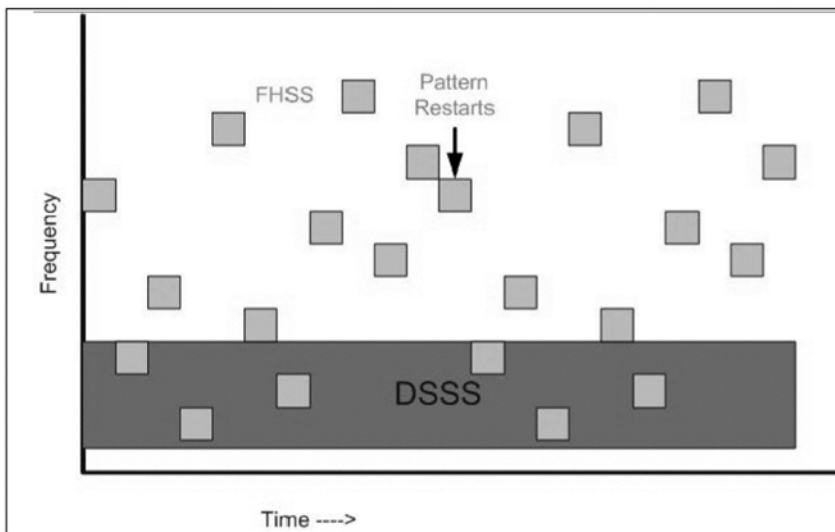 FHSS
Pattern
Restarts
Frequency
DSSS
Time ---->